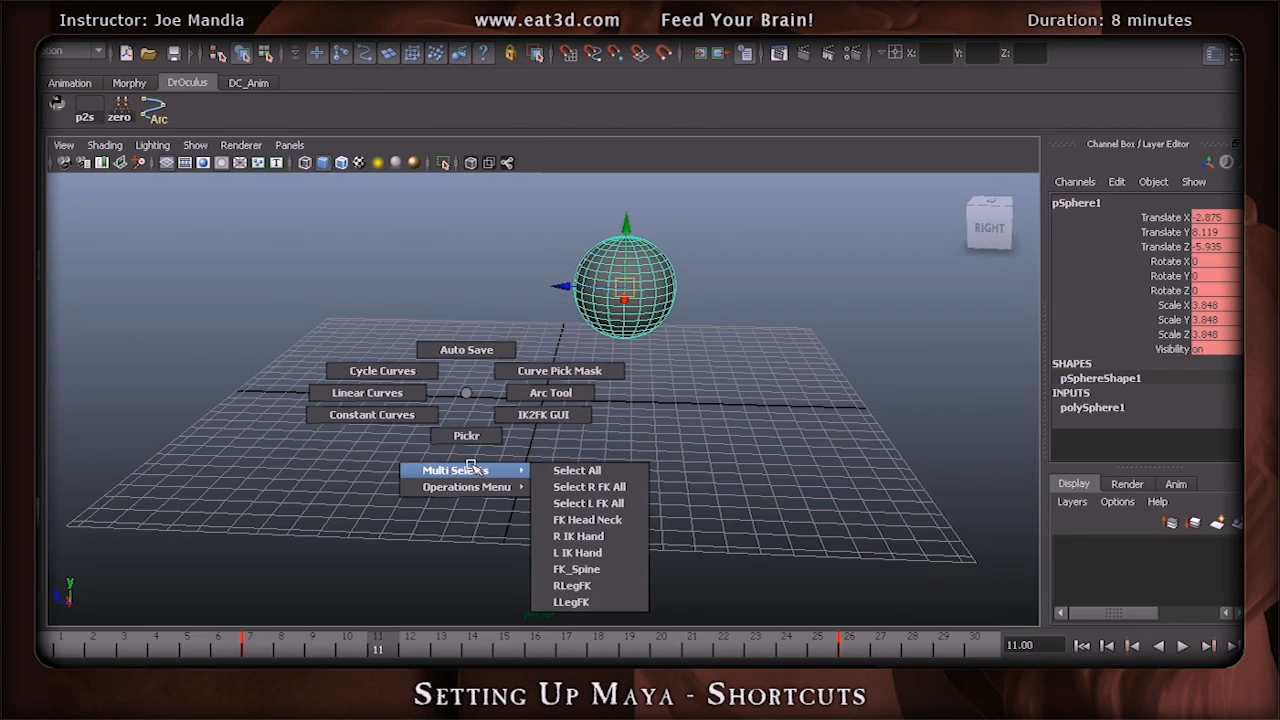 Instructor: Joe Mandia
www.eat3d.com
Feed Your Brain!
Duration: 8 minutes
X:
Y:
Z:
Animation
Morphy
DrOculus
DC_Anim
p2s
zero
Arc
View
Shading
Lighting
Show
Renderer
Panels
Channel Box / Layer Editor
Channels
Edit
Object
Show
pSphere1
Translate X -2.875
Translate Y 8.119
Translate Z -5.935
Rotate X 0
Rotate Y 0
Rotate Z 0
Scale X 3.848
Scale Y 3.848
Scale Z 3.848
Visibility on
SHAPES
pSphereShape1
INPUTS
polySphere1
RIGHT
Auto Save
Cycle Curves
Curve Pick Mask
Linear Curves
Arc Tool
Constant Curves
IK2FK GUI
Pickr
Operations Menu
Select All
Select R FK All
Select L FK All
FK Head Neck
R IK Hand
L IK Hand
FK_Spine
RLegFK
LLegFK
Display
Render
Anim
Layers
Options
Help
y
1 2 3 4 5 6 7 8 9 10 11 12 13 14 15 16 17 18 19 20 21 22 23 24 25 26 27 28 29 30
11
11.00
Setting Up Maya - Shortcuts